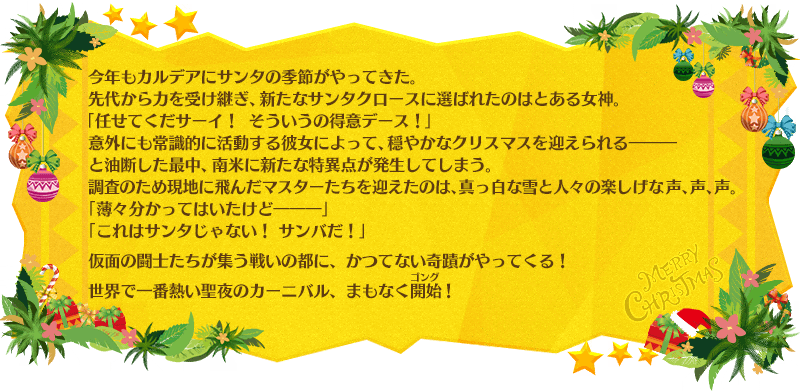 今年もカルデアにサンタの季節がやってきた。
先代から力を受け継ぎ、新たなサンタクロースに選ばれたのはとある女神。
「任せてくだサーイ！ そういうの得意デース！」
意外にも常識的に活動する彼女によって、穏やかなクリスマスを迎えられる―――
と油断した最中、南米に新たな特異点が発生してしまう。
調査のため現地に飛んだマスターたちを迎えたのは、真っ白な雪と人々の楽しげな声、声、声。
「薄々分かってはいたけど―――」
「これはサンタじゃない！ サンバだ！」
仮面の闘士たちが集う戦いの都に、かつてない奇蹟がやってくる！
ゴング
世界で一番熱い聖夜のカーニバル、まもなく開始！
MERRY
CHRISTMAS